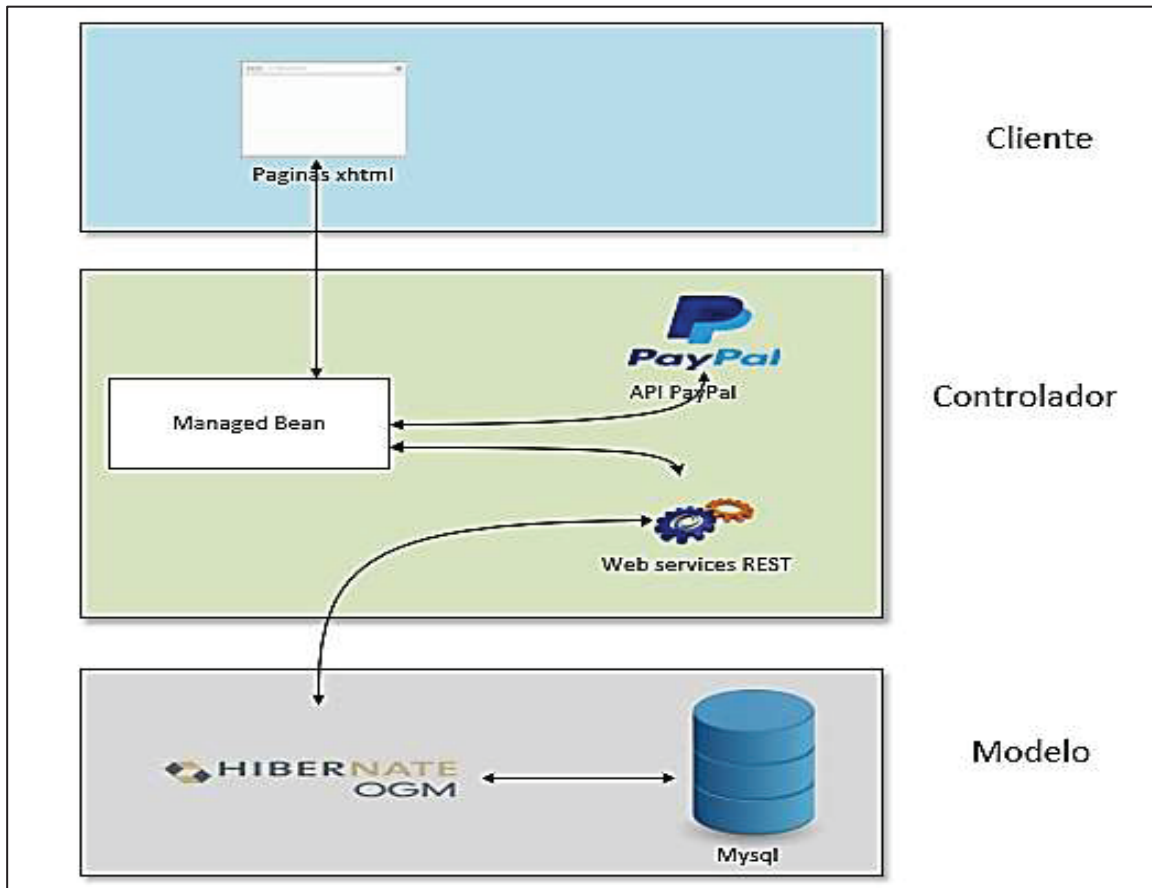 Paginas xhtml
Cliente
PayPal
API PayPal
Managed Bean
Controlador
Web services REST
HIBERNATE
OGM
Modelo
Mysql